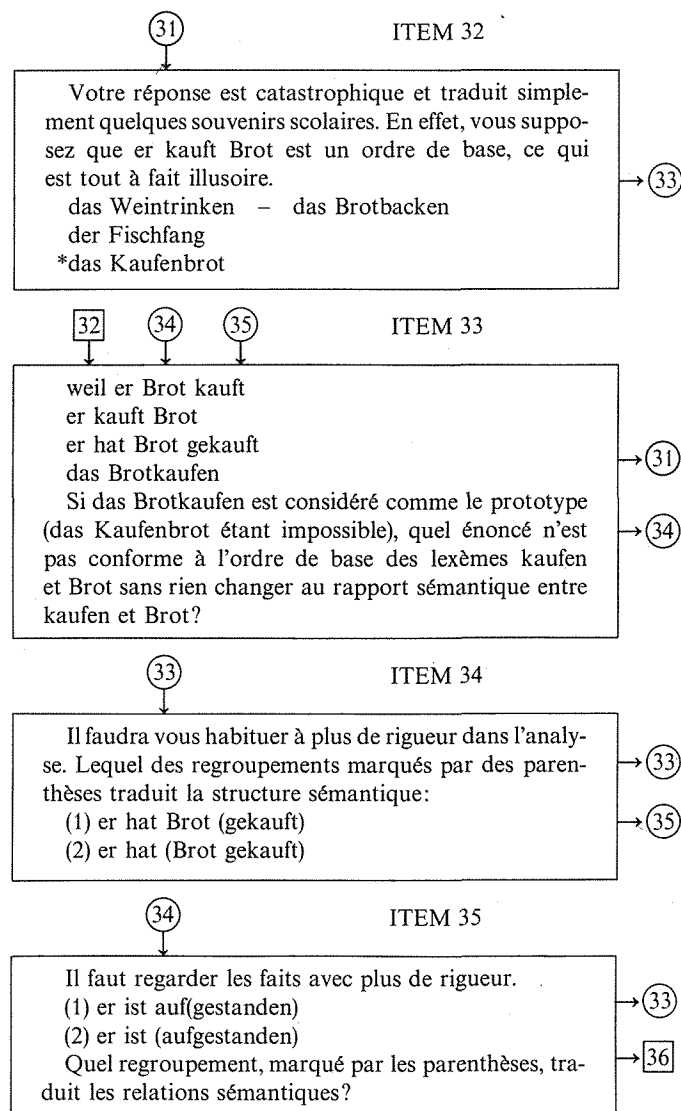 31 ITEM 32
Votre réponse est catastrophique et traduit simple-
ment quelques souvenirs scolaires. En effet, vous suppo-
sez que er kauft Brot est un ordre de base, ce qui
est tout à fait illusoire.
33
das Weintrinken – das Brotbacken
der Fischfang
*das Kaufenbrot
32 34 35 ITEM 33
weil er Brot kauft
er kauft Brot
er hat Brot gekauft
das Brotkaufen
31
Si das Brotkaufen est considéré comme le prototype
(das Kaufenbrot étant impossible), quel énoncé n'est
34
pas conforme à l'ordre de base des lexèmes kaufen
et Brot sans rien changer au rapport sémantique entre
kaufen et Brot?
33 ITEM 34
Il faudra vous habituer à plus de rigueur dans l'analy-
se. Lequel des regroupements marqués par des paren-
33
thèses traduit la structure sémantique:
(1) er hat Brot (gekauft)
35
(2) er hat (Brot gekauft)
34 ITEM 35
Il faut regarder les faits avec plus de rigueur.
(1) er ist auf(gestanden)
33
(2) er ist (aufgestanden)
Quel regroupement, marqué par les parenthèses, tra-
36
duit les relations sémantiques?